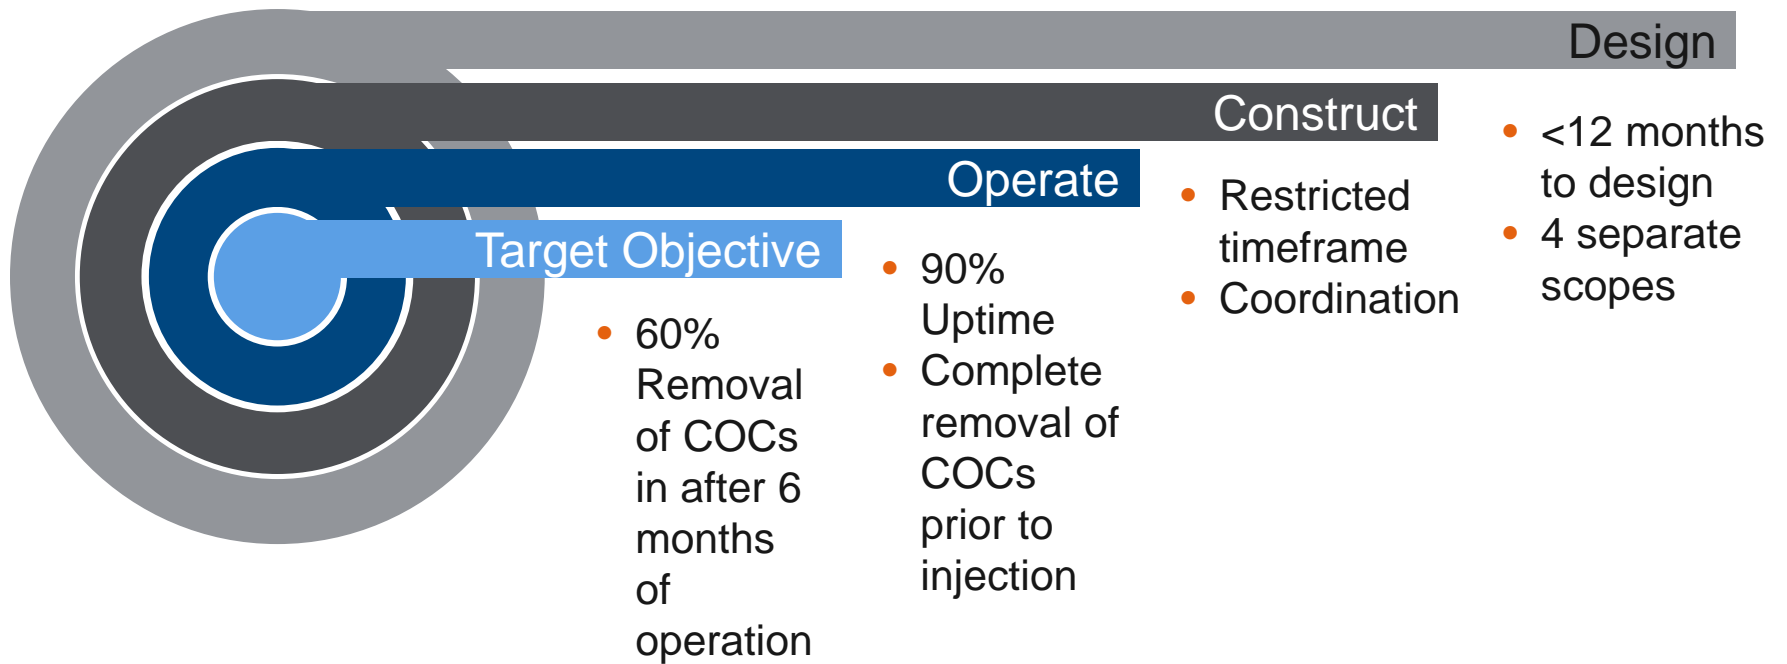 Design
<12 months
to design
4 separate
scopes
Construct
Restricted
timeframe
Coordination
Operate
90%
Uptime
Complete
removal of
COCs
prior to
injection
Target Objective
60%
Removal
of COCs
in after 6
months
of
operation